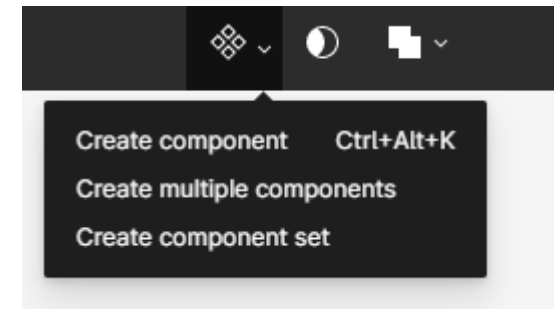 Create component Ctrl+Alt+K
Create multiple components
Create component set